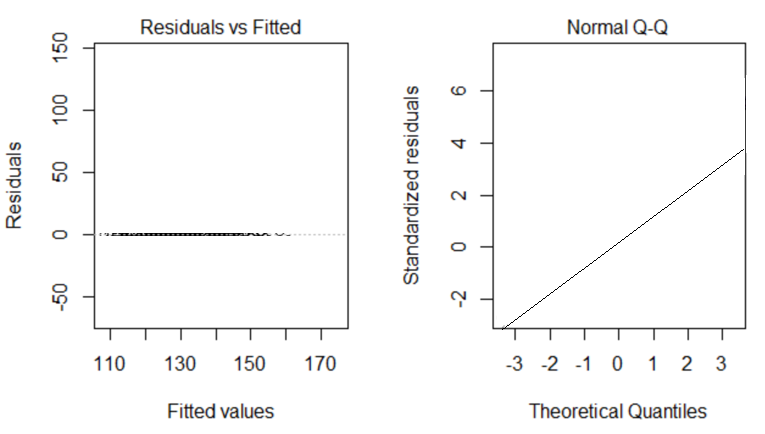 Residuals vs Fitted
Residuals
150
100
50
0
-50
110 130 150 170
Fitted values
Normal Q-Q
Standardized residuals
6
4
2
0
-2
-3 -2 -1 0 1 2 3
Theoretical Quantiles